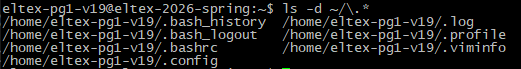 eltex-pg1-v19@eltex-2026-spring:~$ ls -d ~/\.*
/home/eltex-pg1-v19/.bash_history  /home/eltex-pg1-v19/.log
/home/eltex-pg1-v19/.bash_logout   /home/eltex-pg1-v19/.profile
/home/eltex-pg1-v19/.bashrc        /home/eltex-pg1-v19/.viminfo
/home/eltex-pg1-v19/.config